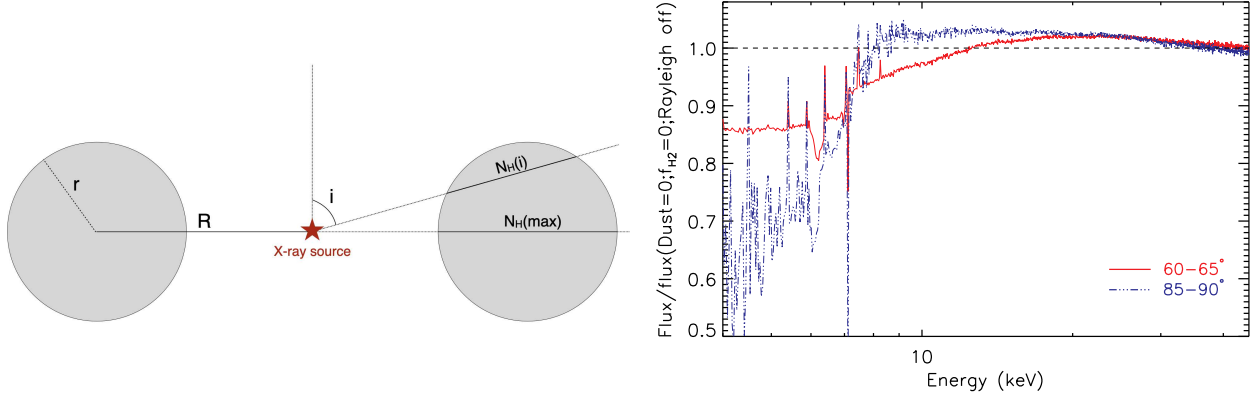 r
R
i
N_H(i)
N_H(max)
X-ray source
Flux/flux(Dust=0;f_H2=0;Rayleigh off)
1.0
0.9
0.8
0.7
0.6
0.5
60−65°
85−90°
10
Energy (keV)